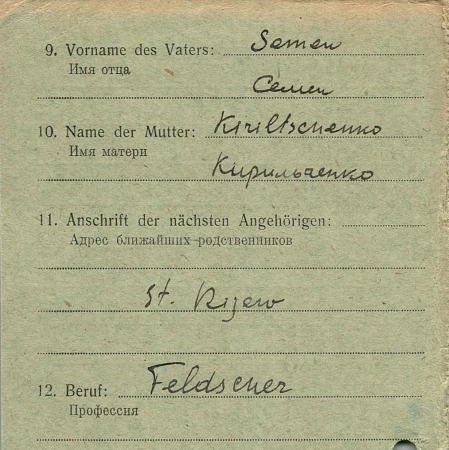 9. Vorname des Vaters: Semen
Имя отца
Семен
10. Name der Mutter: Kiriltschenko
Имя матери
Кирильченко
11. Anschrift der nächsten Angehörigen:
Адрес ближайших родственников
St. Kijew
12. Beruf: Feldscher
Профессия